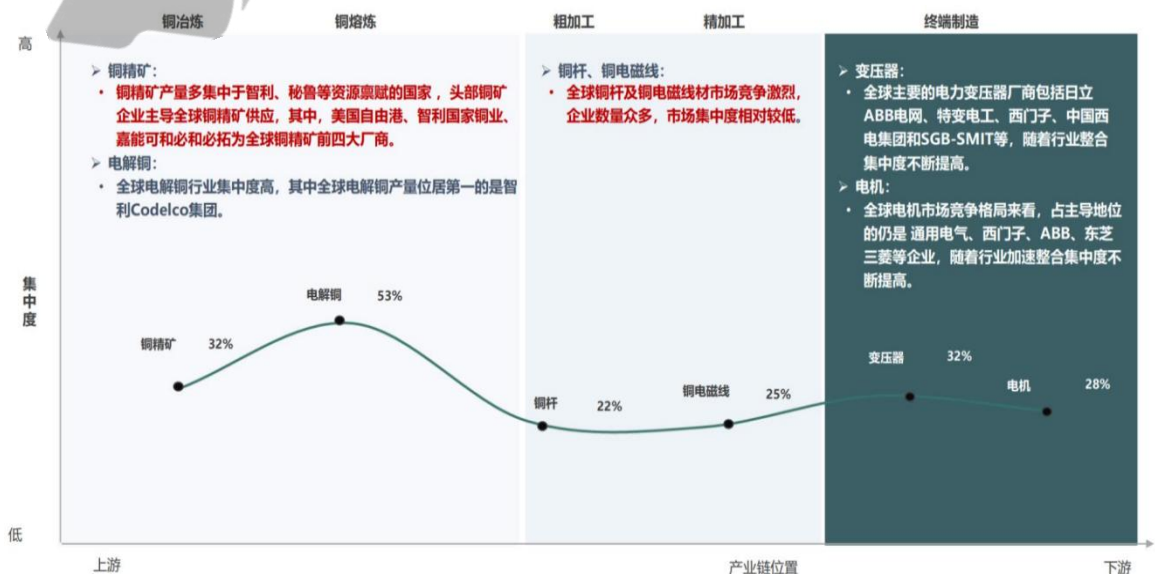 铜冶炼
铜熔炼
粗加工
精加工
终端制造
高
➢ 铜精矿：
• 铜精矿产量多集中于智利、秘鲁等资源禀赋的国家 ，头部铜矿
企业主导全球铜精矿供应，其中，美国自由港、智利国家铜业、
嘉能可和必和必拓为全球铜精矿前四大厂商。
➢ 电解铜：
• 全球电解铜行业集中度高，其中全球电解铜产量位居第一的是智
利Codelco集团。
➢ 铜杆、铜电磁线：
• 全球铜杆及铜电磁线材市场竞争激烈，
企业数量众多，市场集中度相对较低。
➢ 变压器：
• 全球主要的电力变压器厂商包括日立
ABB电网、特变电工、西门子、中国西
电集团和SGB-SMIT等，随着行业整合
集中度不断提高。
➢ 电机：
• 全球电机市场竞争格局来看，占主导地位
的仍是 通用电气、西门子、ABB、东芝
三菱等企业，随着行业加速整合集中度不
断提高。
集中度
铜精矿 32%
电解铜 53%
铜杆 22%
铜电磁线 25%
变压器 32%
电机 28%
低
上游
产业链位置
下游